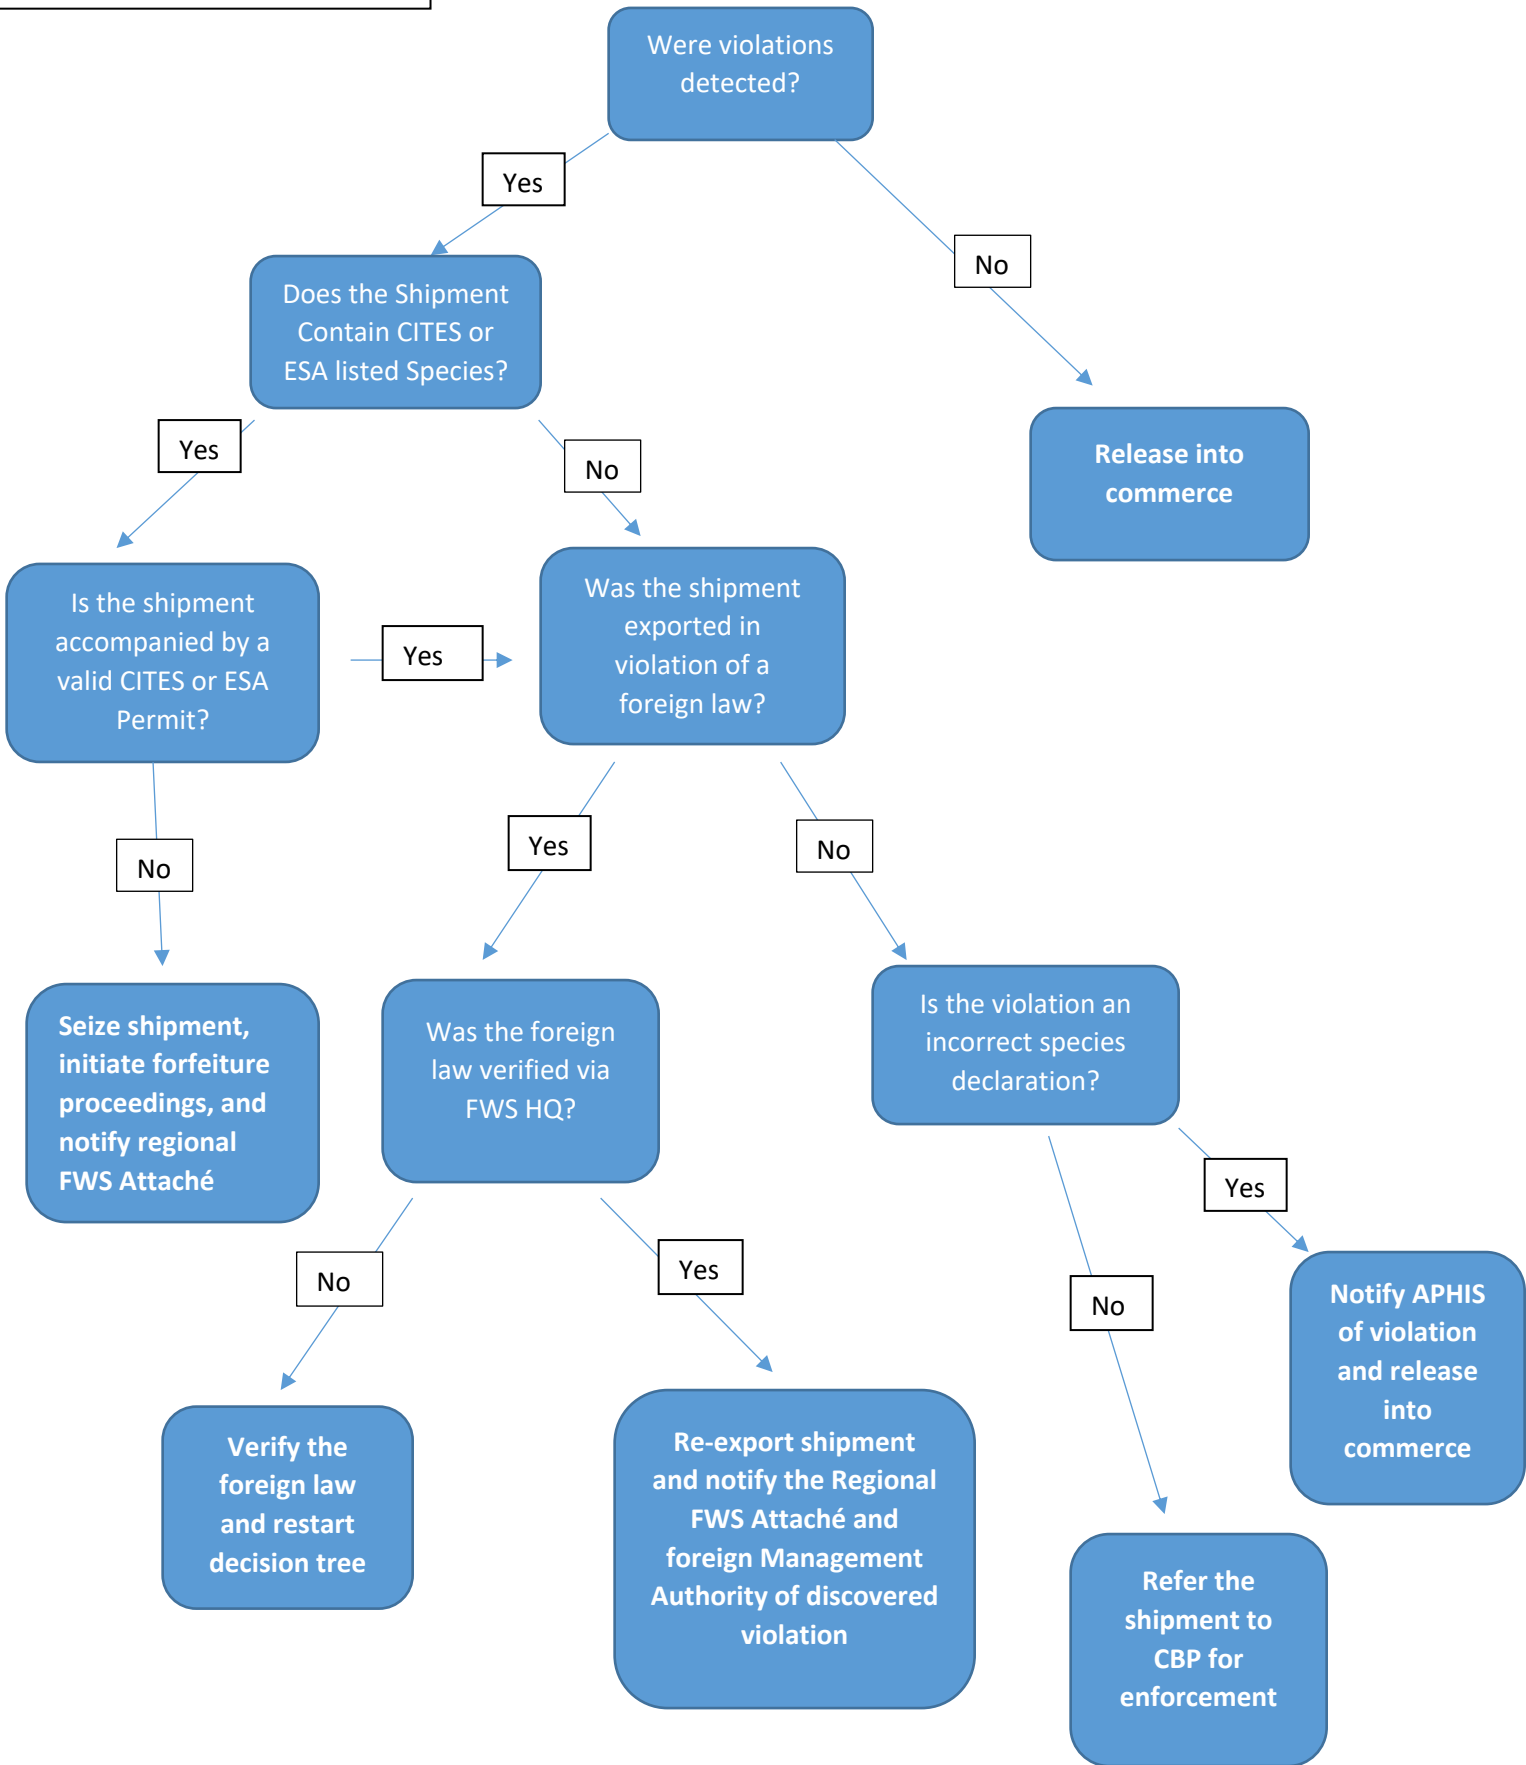 Were violations
detected?
Yes
No
Does the Shipment
Contain CITES or
ESA listed Species?
Release into
commerce
Yes
No
Is the shipment
accompanied by a
valid CITES or ESA
Permit?
Yes
Was the shipment
exported in
violation of a
foreign law?
No
Yes
No
Seize shipment,
initiate forfeiture
proceedings, and
notify regional
FWS Attaché
Was the foreign
law verified via
FWS HQ?
Is the violation an
incorrect species
declaration?
No
Yes
No
Yes
Verify the
foreign law
and restart
decision tree
Re-export shipment
and notify the Regional
FWS Attaché and
foreign Management
Authority of discovered
violation
Notify APHIS
of violation
and release
into
commerce
Refer the
shipment to
CBP for
enforcement